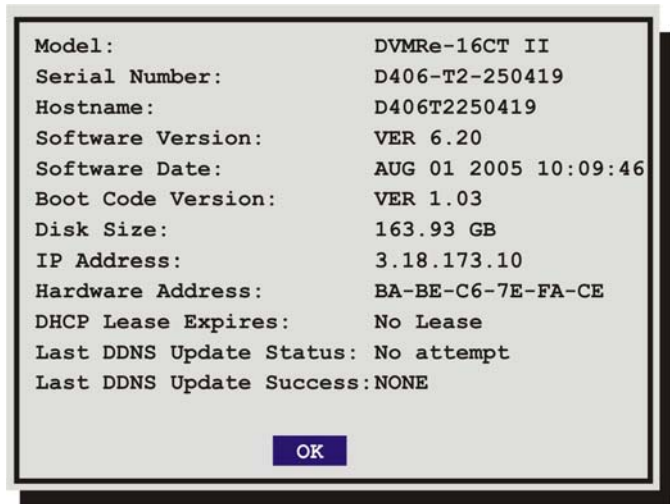 Model: DVMRe-16CT II
Serial Number: D406-T2-250419
Hostname: D406T2250419
Software Version: VER 6.20
Software Date: AUG 01 2005 10:09:46
Boot Code Version: VER 1.03
Disk Size: 163.93 GB
IP Address: 3.18.173.10
Hardware Address: BA-BE-C6-7E-FA-CE
DHCP Lease Expires: No Lease
Last DDNS Update Status: No attempt
Last DDNS Update Success:NONE
OK